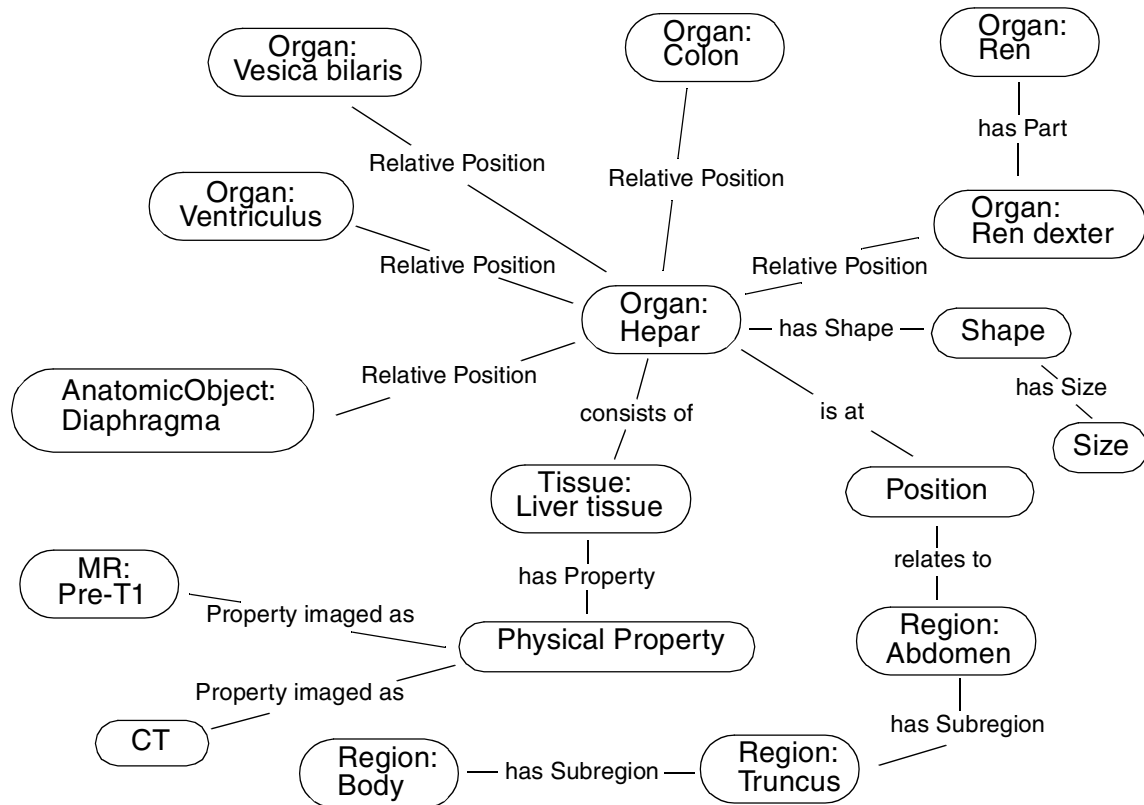 Organ:
Vesica bilaris
Organ:
Colon
Organ:
Ren
has Part
Relative Position
Relative Position
Organ:
Ventriculus
Organ:
Ren dexter
Relative Position
Relative Position
Organ:
Hepar
has Shape
Shape
Relative Position
has Size
AnatomicObject:
Diaphragma
consists of
is at
Size
Tissue:
Liver tissue
Position
MR:
Pre-T1
has Property
relates to
Property imaged as
Physical Property
Region:
Abdomen
Property imaged as
CT
has Subregion
Region:
Body
has Subregion
Region:
Truncus